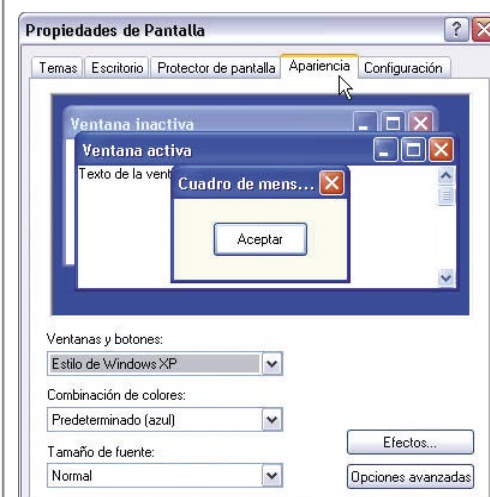 Propiedades de Pantalla
Temas Escritorio Protector de pantalla Apariencia Configuración
Ventana inactiva
Ventana activa
Texto de la vent
Cuadro de mens...
Aceptar
Ventanas y botones:
Estilo de Windows XP
Combinación de colores:
Predeterminado (azul)
Efectos...
Tamaño de fuente:
Normal
Opciones avanzadas